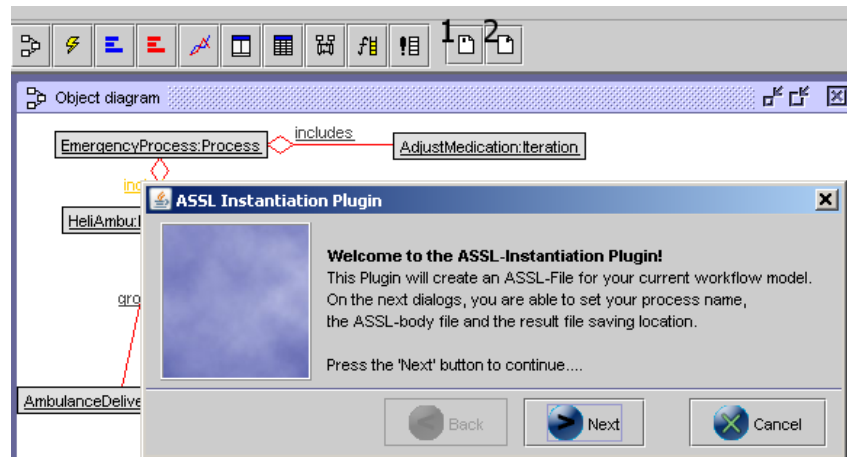 1 2
Object diagram
EmergencyProcess:Process includes AdjustMedication:Iteration
ASSL Instantiation Plugin
HeliAmbu:
Welcome to the ASSL-Instantiation Plugin!
This Plugin will create an ASSL-File for your current workflow model.
On the next dialogs, you are able to set your process name,
the ASSL-body file and the result file saving location.
gro
Press the 'Next' button to continue....
AmbulanceDelive
Back Next Cancel